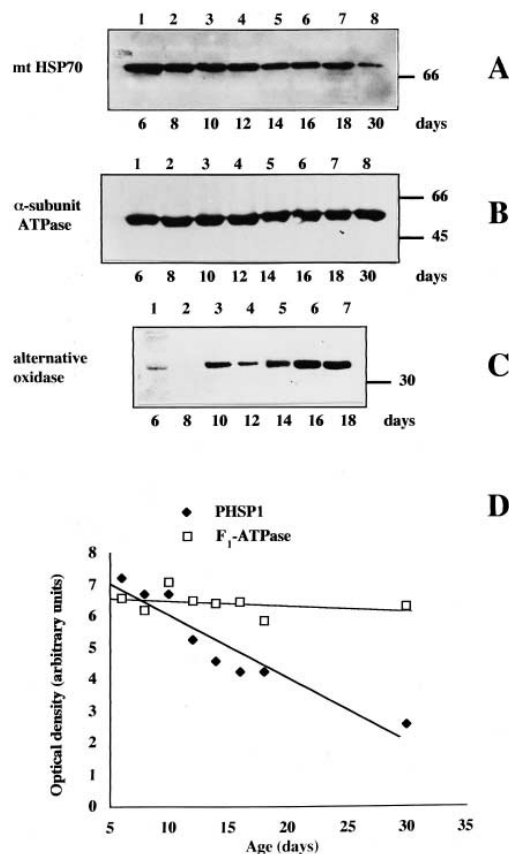 1 2 3 4 5 6 7 8
mt HSP70
66
A
6 8 10 12 14 16 18 30 days
1 2 3 4 5 6 7 8
α-subunit
ATPase
66
45
B
6 8 10 12 14 16 18 30 days
1 2 3 4 5 6 7
alternative
oxidase
30
C
6 8 10 12 14 16 18 days
D
PHSP1
F1-ATPase
Optical density (arbitrary units)
8
7
6
5
4
2
1
0
5 10 15 20 25 30 35
Age (days)